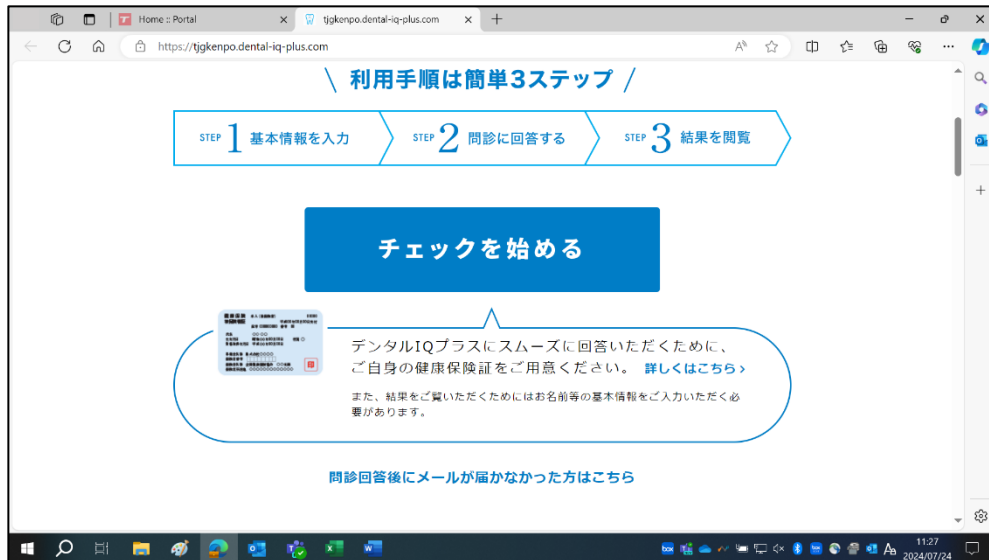 Home :: Portal
tjgkenpo.dental-iq-plus.com
https://tjgkenpo.dental-iq-plus.com
利用手順は簡単3ステップ
STEP 1 基本情報を入力
STEP 2 問診に回答する
STEP 3 結果を閲覧
チェックを始める
デンタルIQプラスにスムーズに回答いただくために、
ご自身の健康保険証をご用意ください。 詳しくはこちら
また、結果をご覧いただくためにはお名前等の基本情報をご入力いただく必
要があります。
問診回答後にメールが届かなかった方はこちら
11:27
2024/07/24